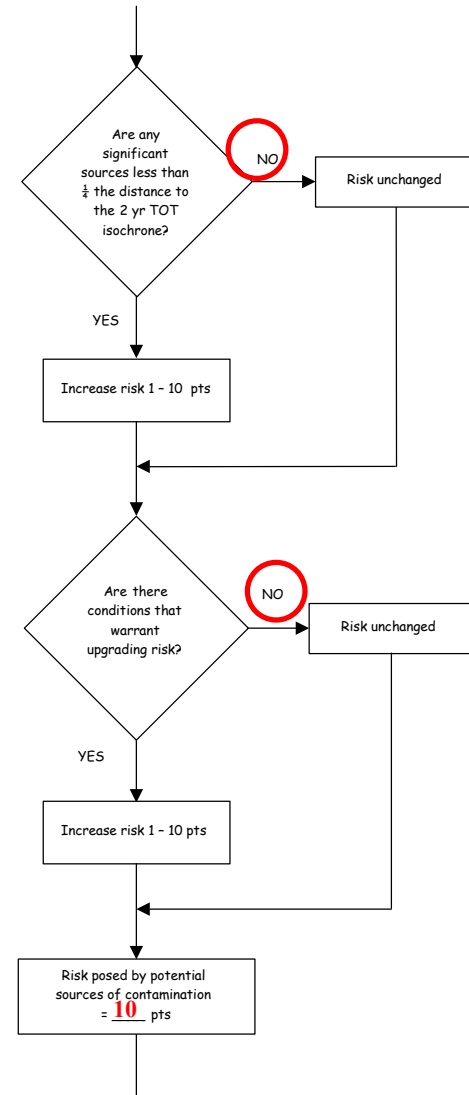 Are any
significant
sources less than
¼ the distance to
the 2 yr TOT
isochrone?
NO
Risk unchanged
YES
Increase risk 1 – 10 pts
Are there
conditions that
warrant
upgrading risk?
NO
Risk unchanged
YES
Increase risk 1 – 10 pts
Risk posed by potential
sources of contamination
= 10 pts